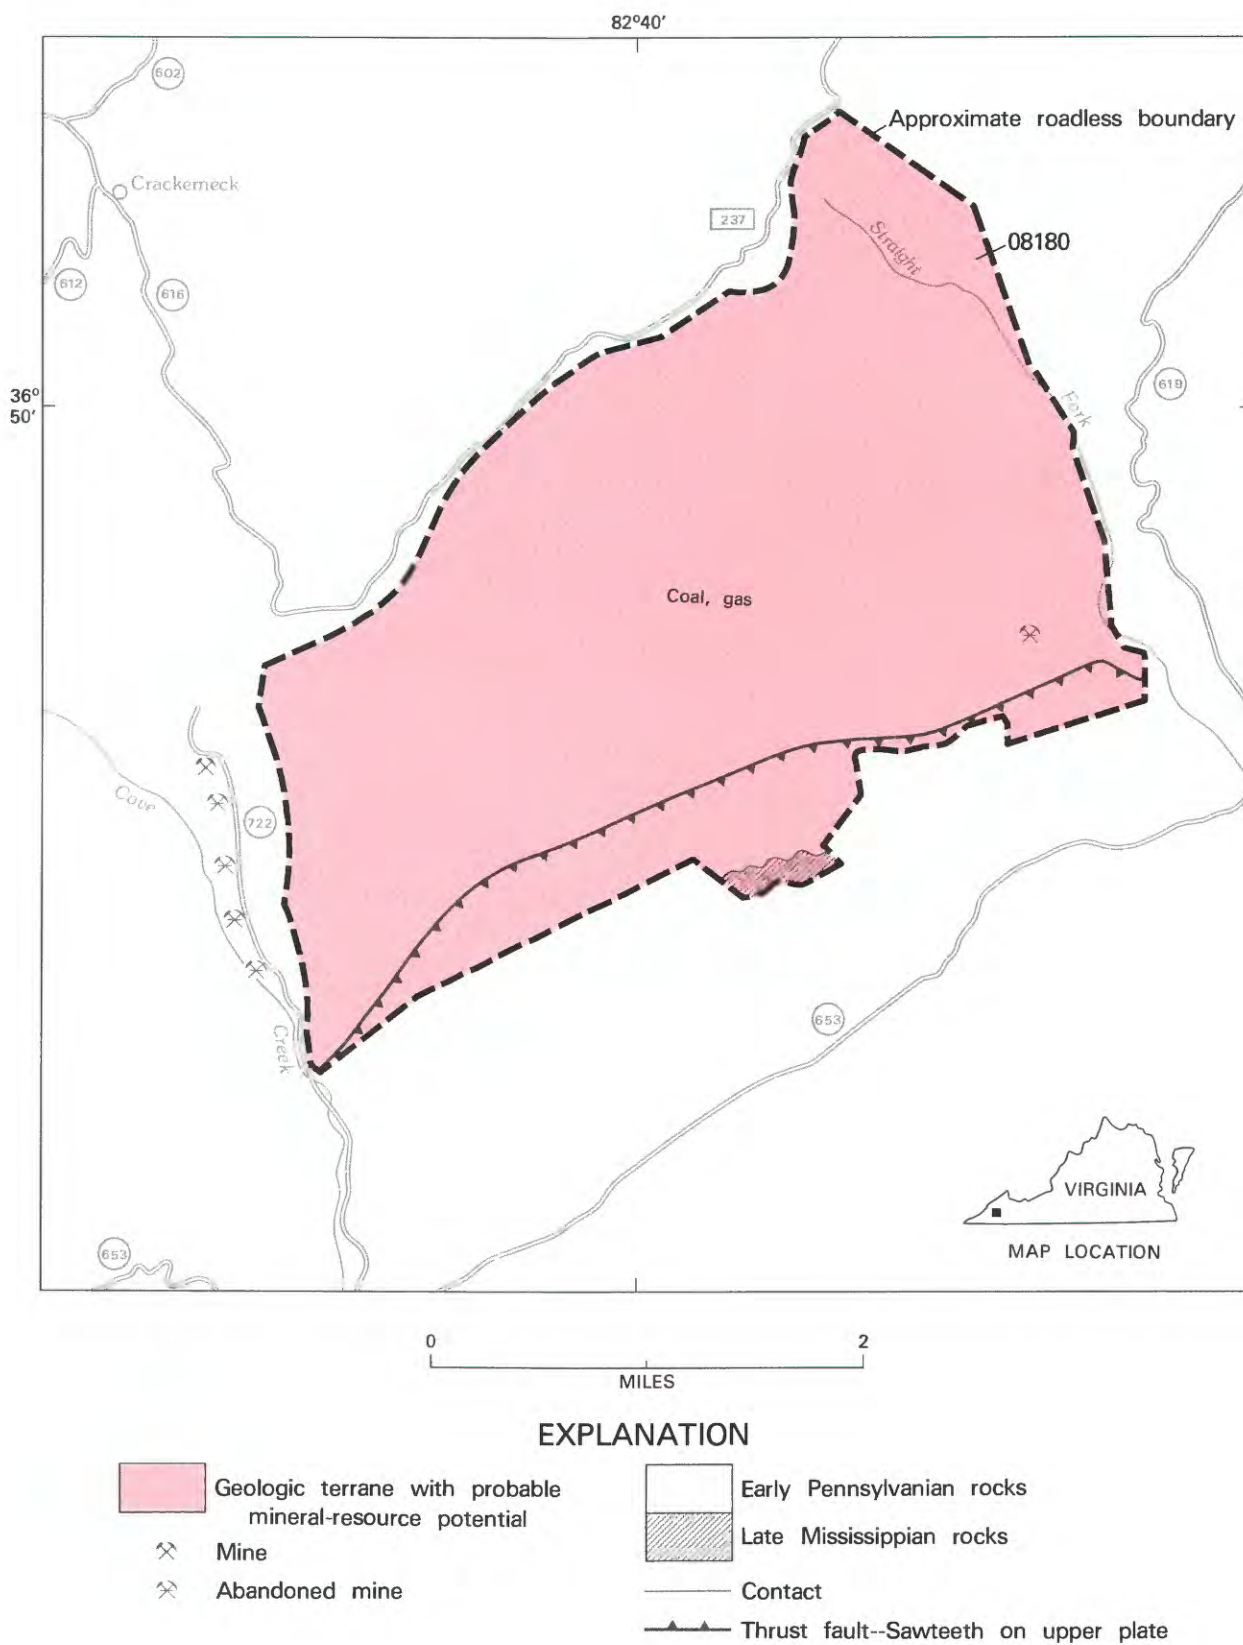 82°40'
602
Approximate roadless boundary
Crackerneck
237
Straight
08180
612
616
36°
50'
619
Fork
Coal, gas
Cove
722
Creek
653
VIRGINIA
653
MAP LOCATION
0 2
MILES
EXPLANATION
Geologic terrane with probable
mineral-resource potential
Mine
Abandoned mine
Early Pennsylvanian rocks
Late Mississippian rocks
Contact
Thrust fault--Sawteeth on upper plate